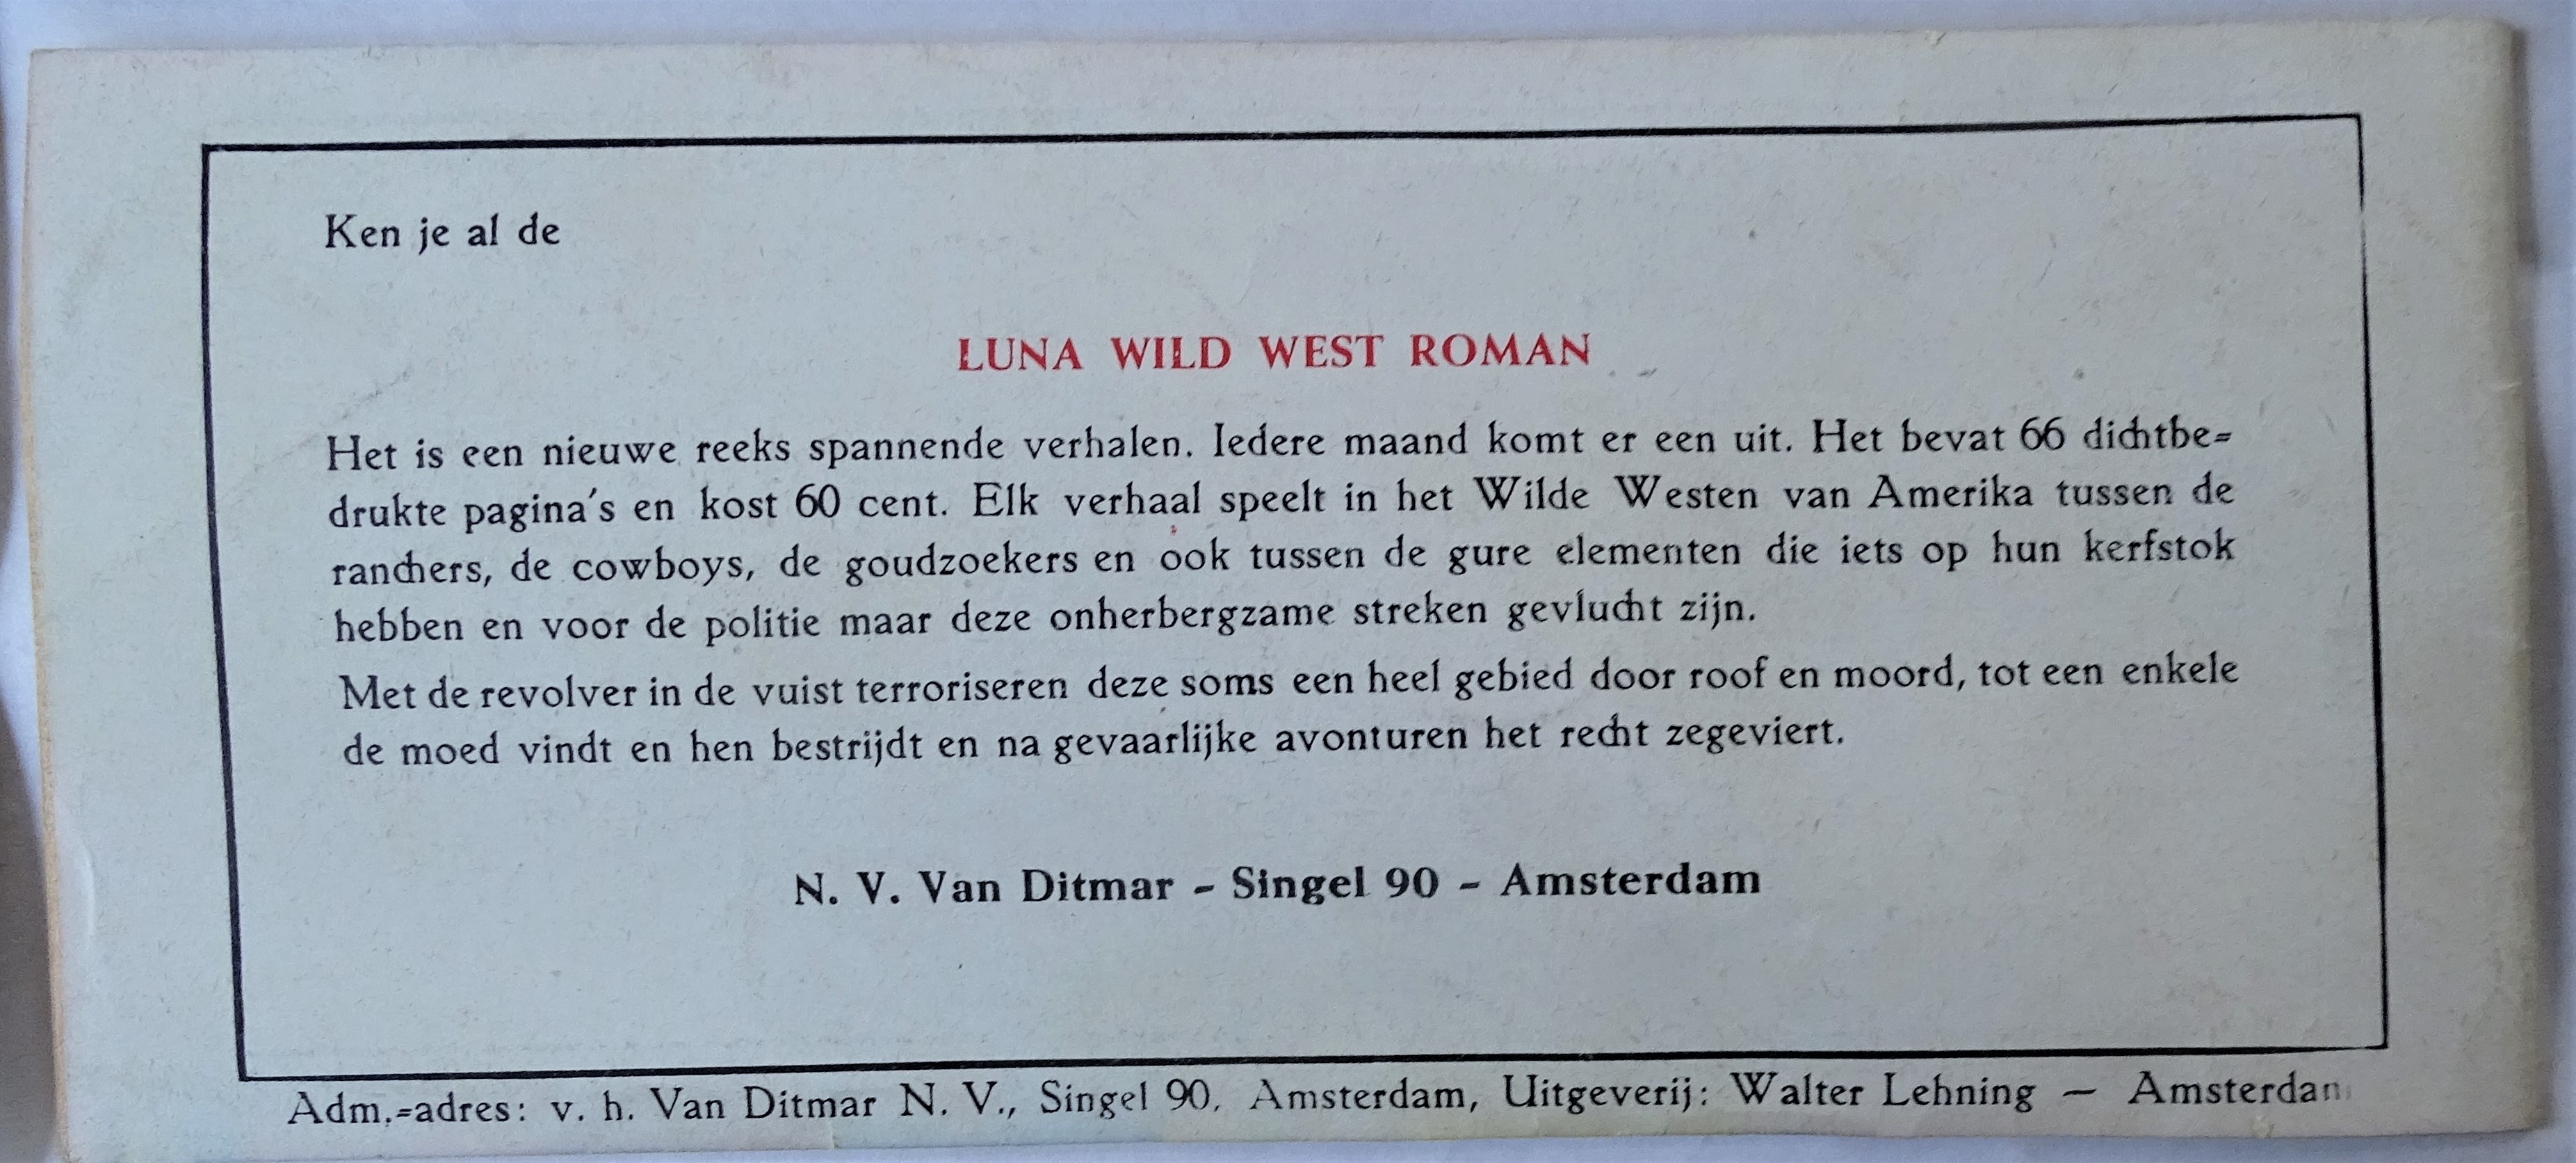 Ken je al de
LUNA WILD WEST ROMAN
Het is een nieuwe reeks spannende verhalen. Iedere maand komt er een uit. Het bevat 66 dichtbe=
drukte pagina's en kost 60 cent. Elk verhaal speelt in het Wilde Westen van Amerika tussen de
ranchers, de cowboys, de goudzoekers en ook tussen de gure elementen die iets op hun kerfstok
hebben en voor de politie maar deze onherbergzame streken gevlucht zijn.
Met de revolver in de vuist terroriseren deze soms een heel gebied door roof en moord, tot een enkele
de moed vindt en hen bestrijdt en na gevaarlijke avonturen het recht zegeviert.
N. V. Van Ditmar - Singel 90 - Amsterdam
Adm.=adres: v. h. Van Ditmar N. V., Singel 90, Amsterdam, Uitgeverij: Walter Lehning — Amsterdam